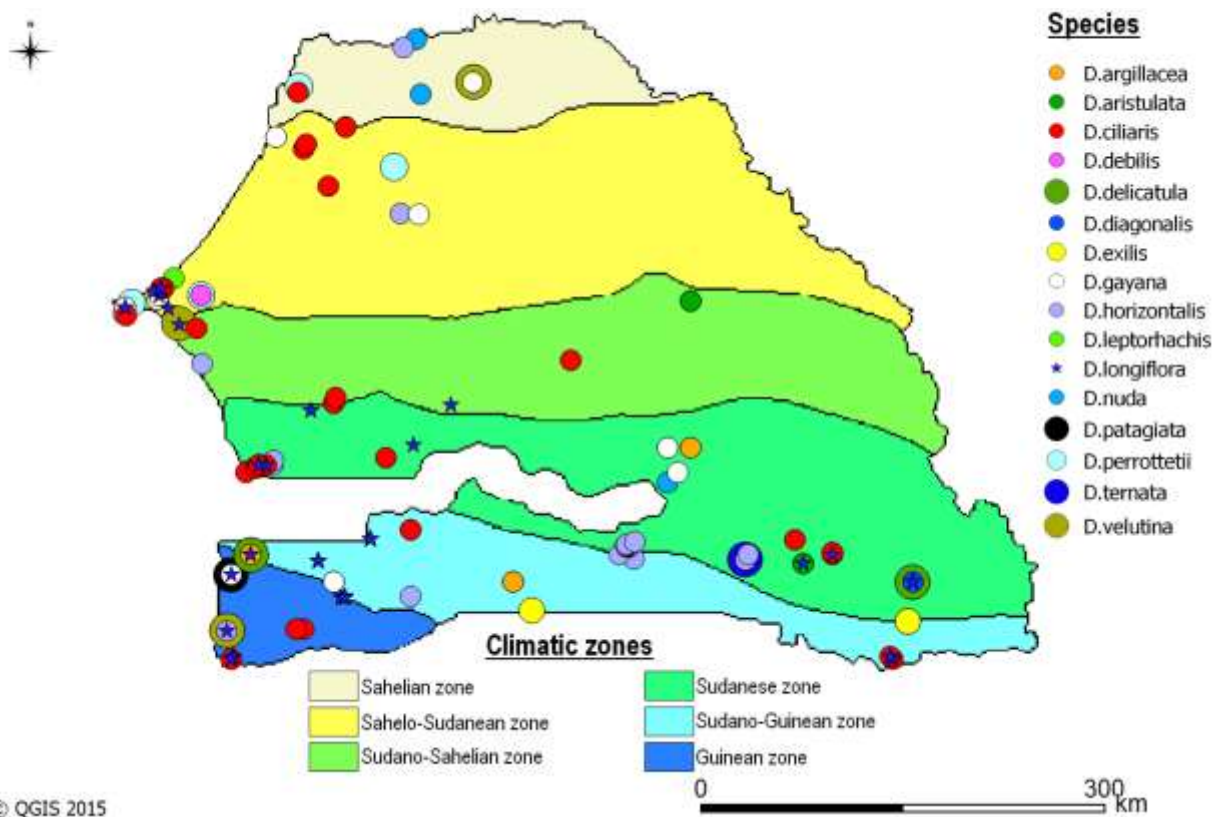 Species
D.argillacea
D.aristulata
D.ciliaris
D.debilis
D.delicatula
D.diagonalis
D.exilis
D.gayana
D.horizontalis
D.leptorhachis
D.longiflora
D.nuda
D.patagiata
D.perrottetii
D.ternata
D.velutina
Climatic zones
Sahelian zone
Sahelo-Sudanean zone
Sudano-Sahelian zone
Sudanese zone
Sudano-Guinean zone
Guinean zone
0 300
km
© QGIS 2015